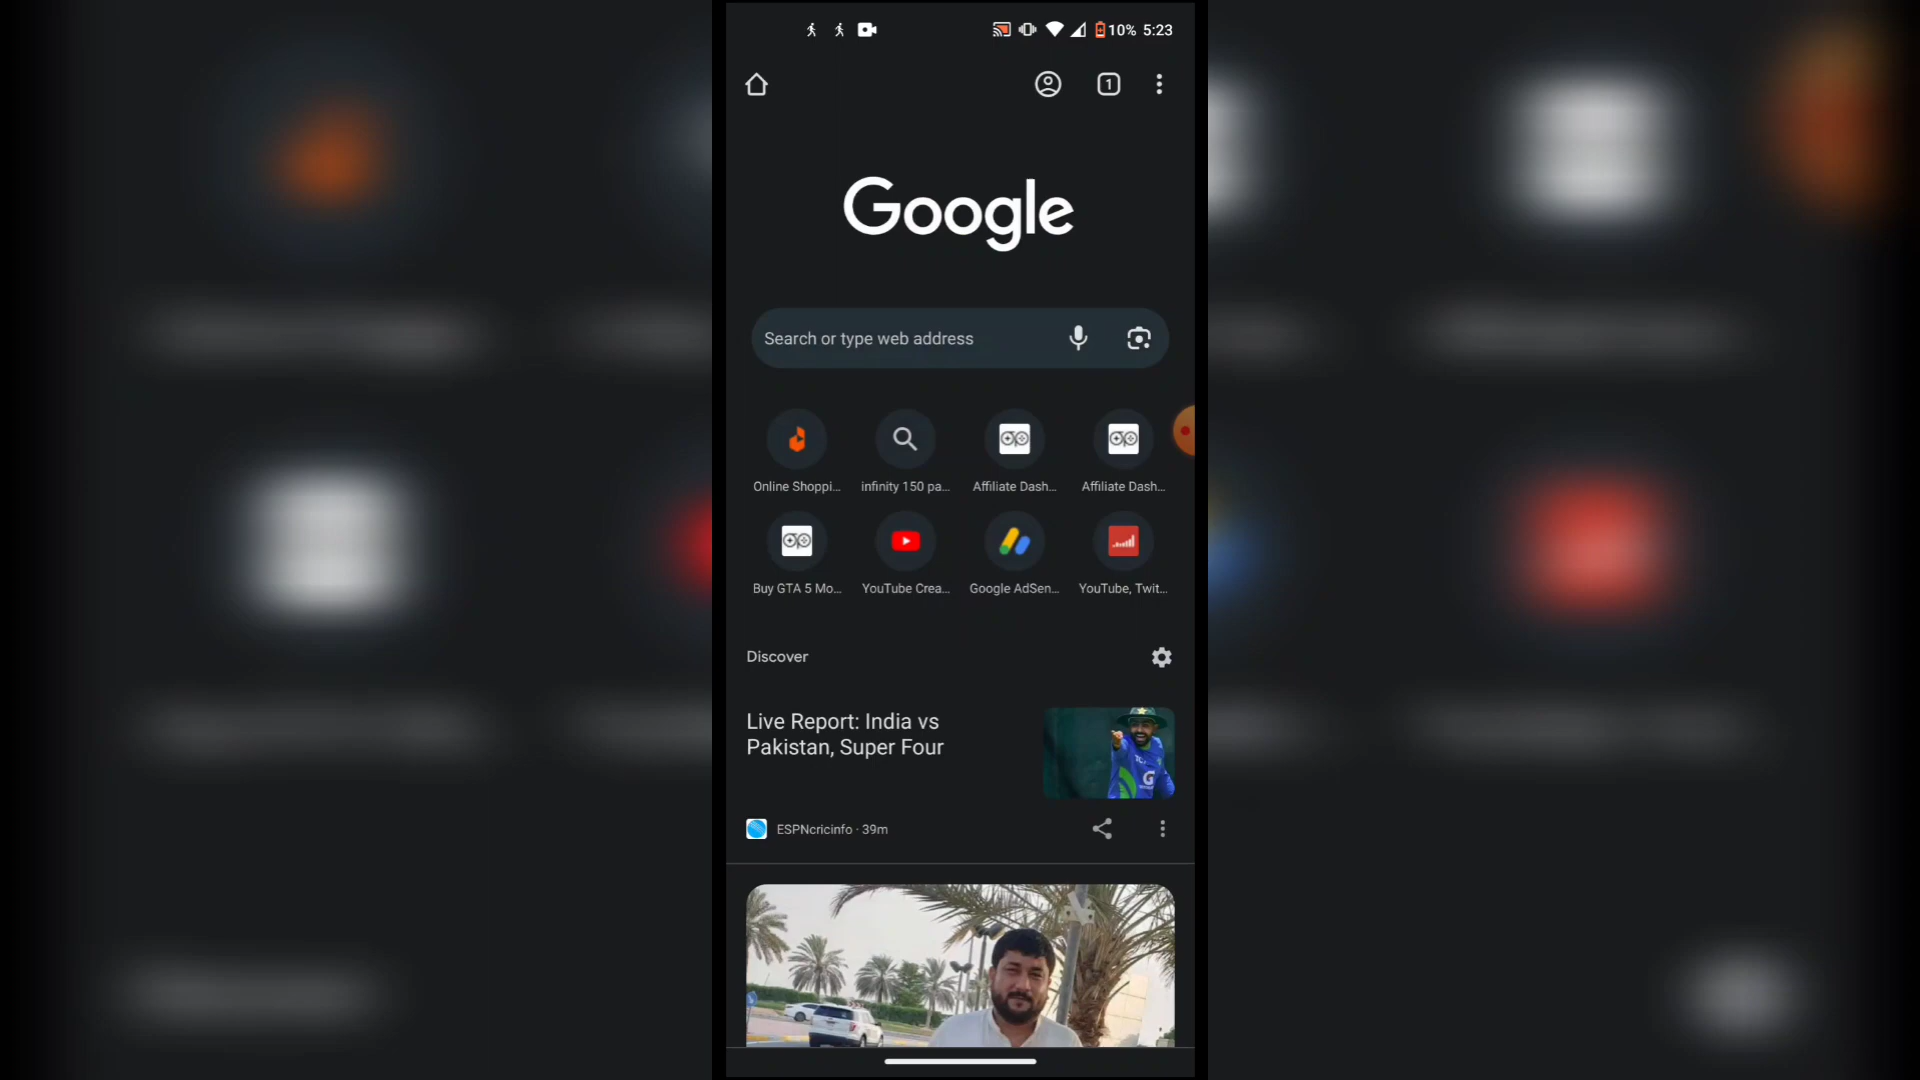 10% 5:23
1
Google
Search or type web address
Online Shoppi...
infinity 150 pa...
Affiliate Dash...
Affiliate Dash...
Buy GTA 5 Mo...
YouTube Crea...
Google AdSen...
YouTube, Twit...
Discover
Live Report: India vs
Pakistan, Super Four
ESPNcricinfo · 39m